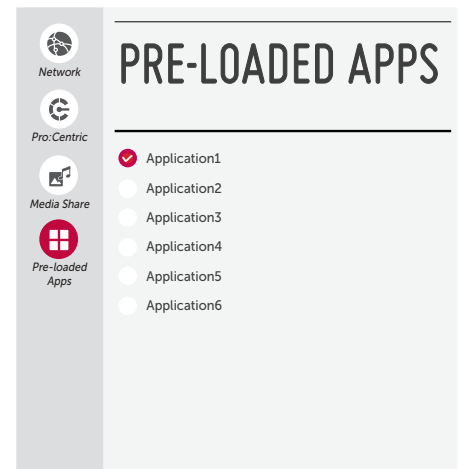 Network
Pro:Centric
Media Share
Pre-loaded
Apps
PRE-LOADED APPS
Application1
Application2
Application3
Application4
Application5
Application6